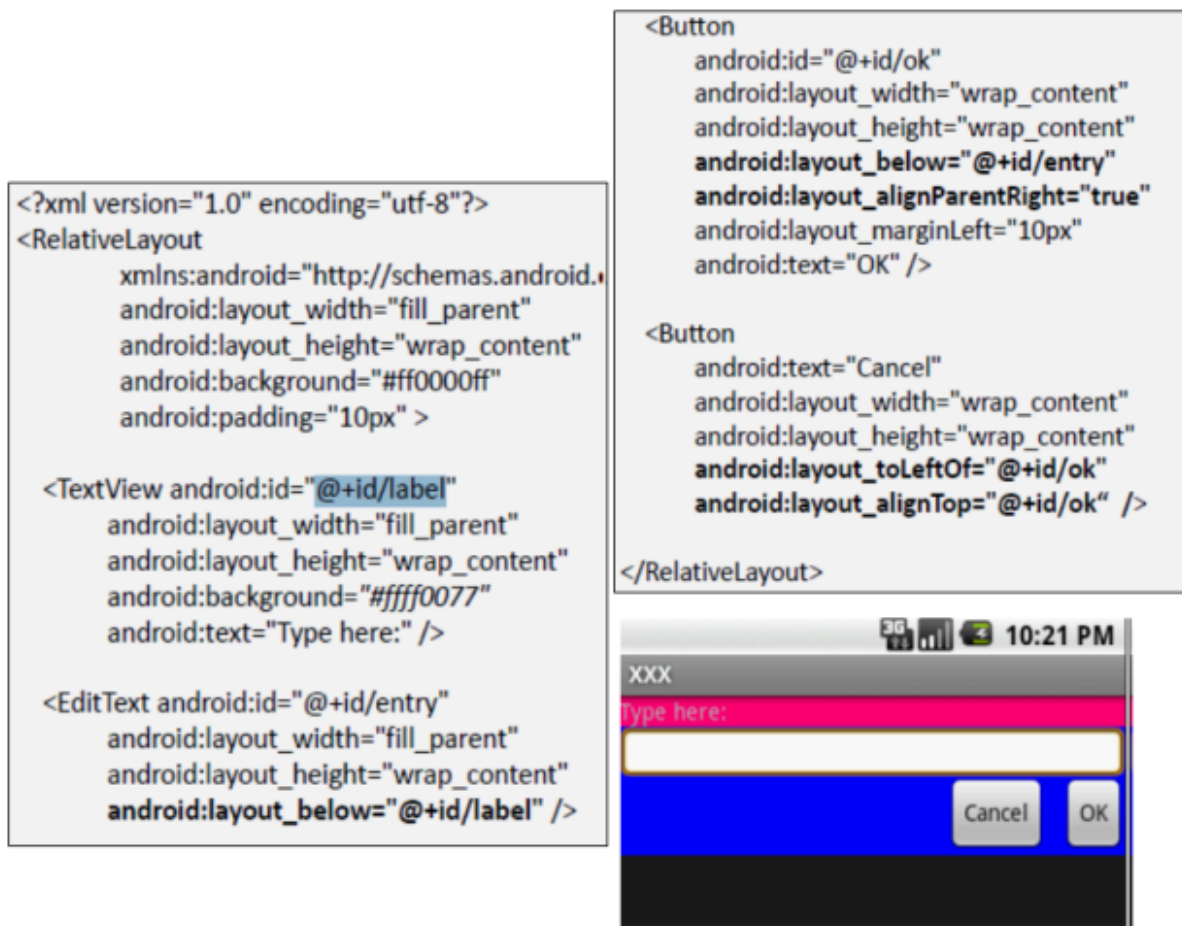 <?xml version="1.0" encoding="utf-8"?>
<RelativeLayout
xmlns:android="http://schemas.android.
android:layout_width="fill_parent"
android:layout_height="wrap_content"
android:background="#ff0000ff"
android:padding="10px" >
<TextView android:id="@+id/label"
android:layout_width="fill_parent"
android:layout_height="wrap_content"
android:background="#ffff0077"
android:text="Type here:" />
<EditText android:id="@+id/entry"
android:layout_width="fill_parent"
android:layout_height="wrap_content"
android:layout_below="@+id/label" />
<Button
android:id="@+id/ok"
android:layout_width="wrap_content"
android:layout_height="wrap_content"
android:layout_below="@+id/entry"
android:layout_alignParentRight="true"
android:layout_marginLeft="10px"
android:text="OK" />
<Button
android:text="Cancel"
android:layout_width="wrap_content"
android:layout_height="wrap_content"
android:layout_toLeftOf="@+id/ok"
android:layout_alignTop="@+id/ok“ />
</RelativeLayout>
3G 10:21 PM
XXX
Type here:
Cancel OK